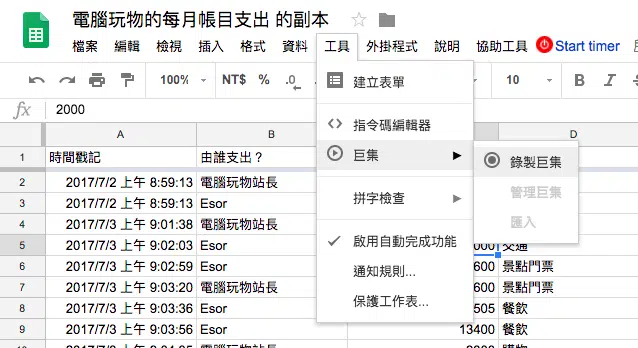 電腦玩物的每月帳目支出 的副本
檔案 編輯 檢視 插入 格式 資料 工具 外掛程式 說明 協助工具 Start timer
100% NT$ % .0 10 B I S
fx 2000
A B D
1 時間戳記 由誰支出？
2 2017/7/2 上午 8:59:13 電腦玩物站長
3 2017/7/2 上午 8:59:13 Esor
4 2017/7/3 上午 9:01:38 電腦玩物站長
5 2017/7/3 上午 9:02:03 Esor 000 交通
6 2017/7/3 上午 9:02:59 Esor 600 景點門票
7 2017/7/3 上午 9:03:20 電腦玩物站長 600 景點門票
8 2017/7/3 上午 9:03:36 Esor 505 餐飲
9 2017/7/3 上午 9:03:56 Esor 13400 餐飲
建立表單
指令碼編輯器
巨集
拼字檢查
啟用自動完成功能
通知規則...
保護工作表...
錄製巨集
管理巨集
匯入